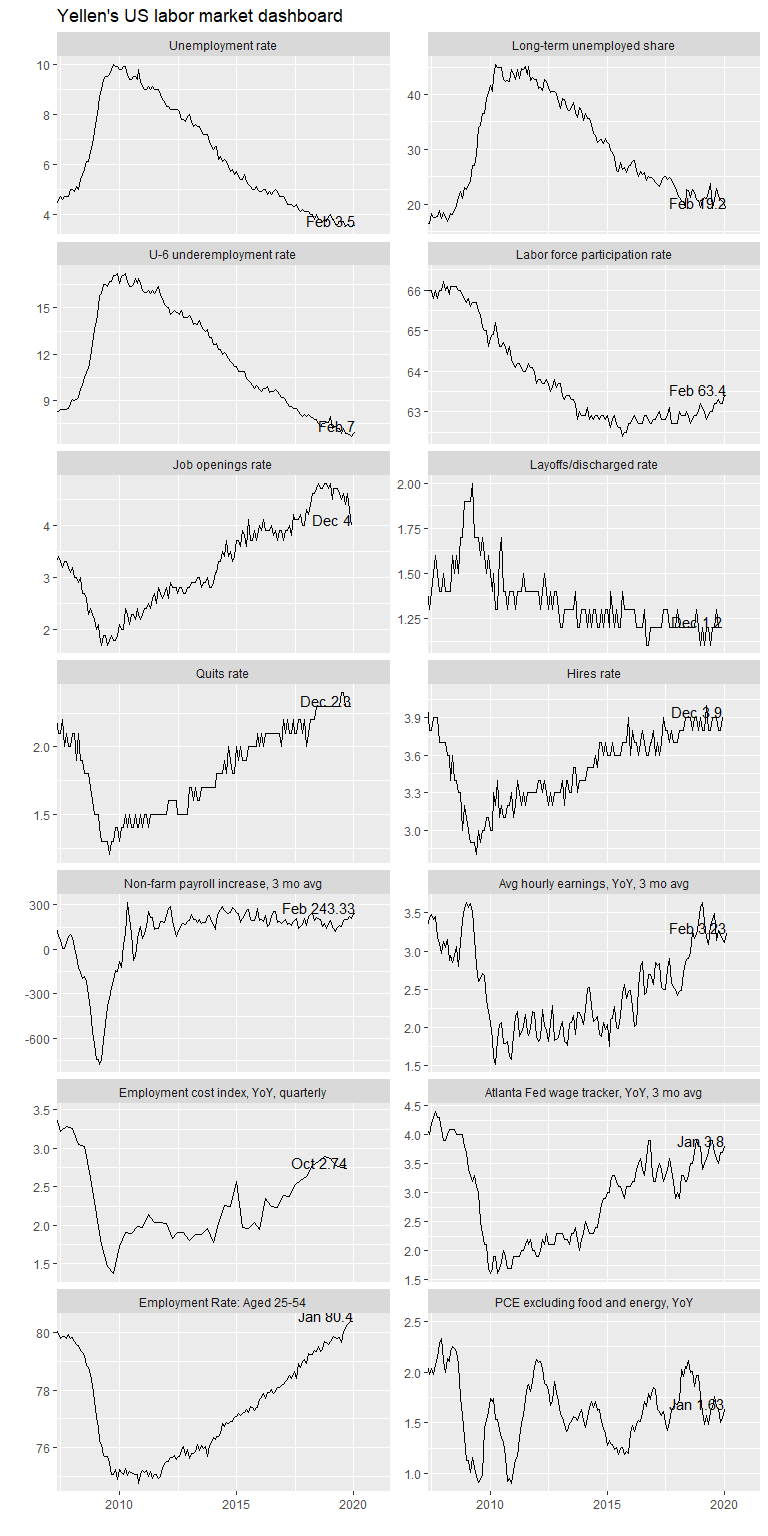 Yellen's US labor market dashboard
Unemployment rate
Long-term unemployed share
10
8
6
4
Feb 3.5
40
30
20
Feb 19.2
U-6 underemployment rate
Labor force participation rate
15
12
9
Feb 7
66
65
64
63
Feb 63.4
Job openings rate
Layoffs/discharged rate
4
3
2
Dec 4
2.00
1.75
1.50
1.25
Dec 1.2
Quits rate
Hires rate
2.0
1.5
Dec 2.3
3.9
3.6
3.3
3.0
Dec 3.9
Non-farm payroll increase, 3 mo avg
Avg hourly earnings, YoY, 3 mo avg
300
0
-300
-600
Feb 243.33
3.5
3.0
2.5
2.0
1.5
Feb 3.23
Employment cost index, YoY, quarterly
Atlanta Fed wage tracker, YoY, 3 mo avg
3.5
3.0
2.5
2.0
1.5
Oct 2.74
4.5
4.0
3.5
3.0
2.5
2.0
1.5
Jan 3.8
Employment Rate: Aged 25-54
PCE excluding food and energy, YoY
80
78
76
Jan 80.4
2.5
2.0
1.5
1.0
Jan 1.63
2010
2015
2020
2010
2015
2020